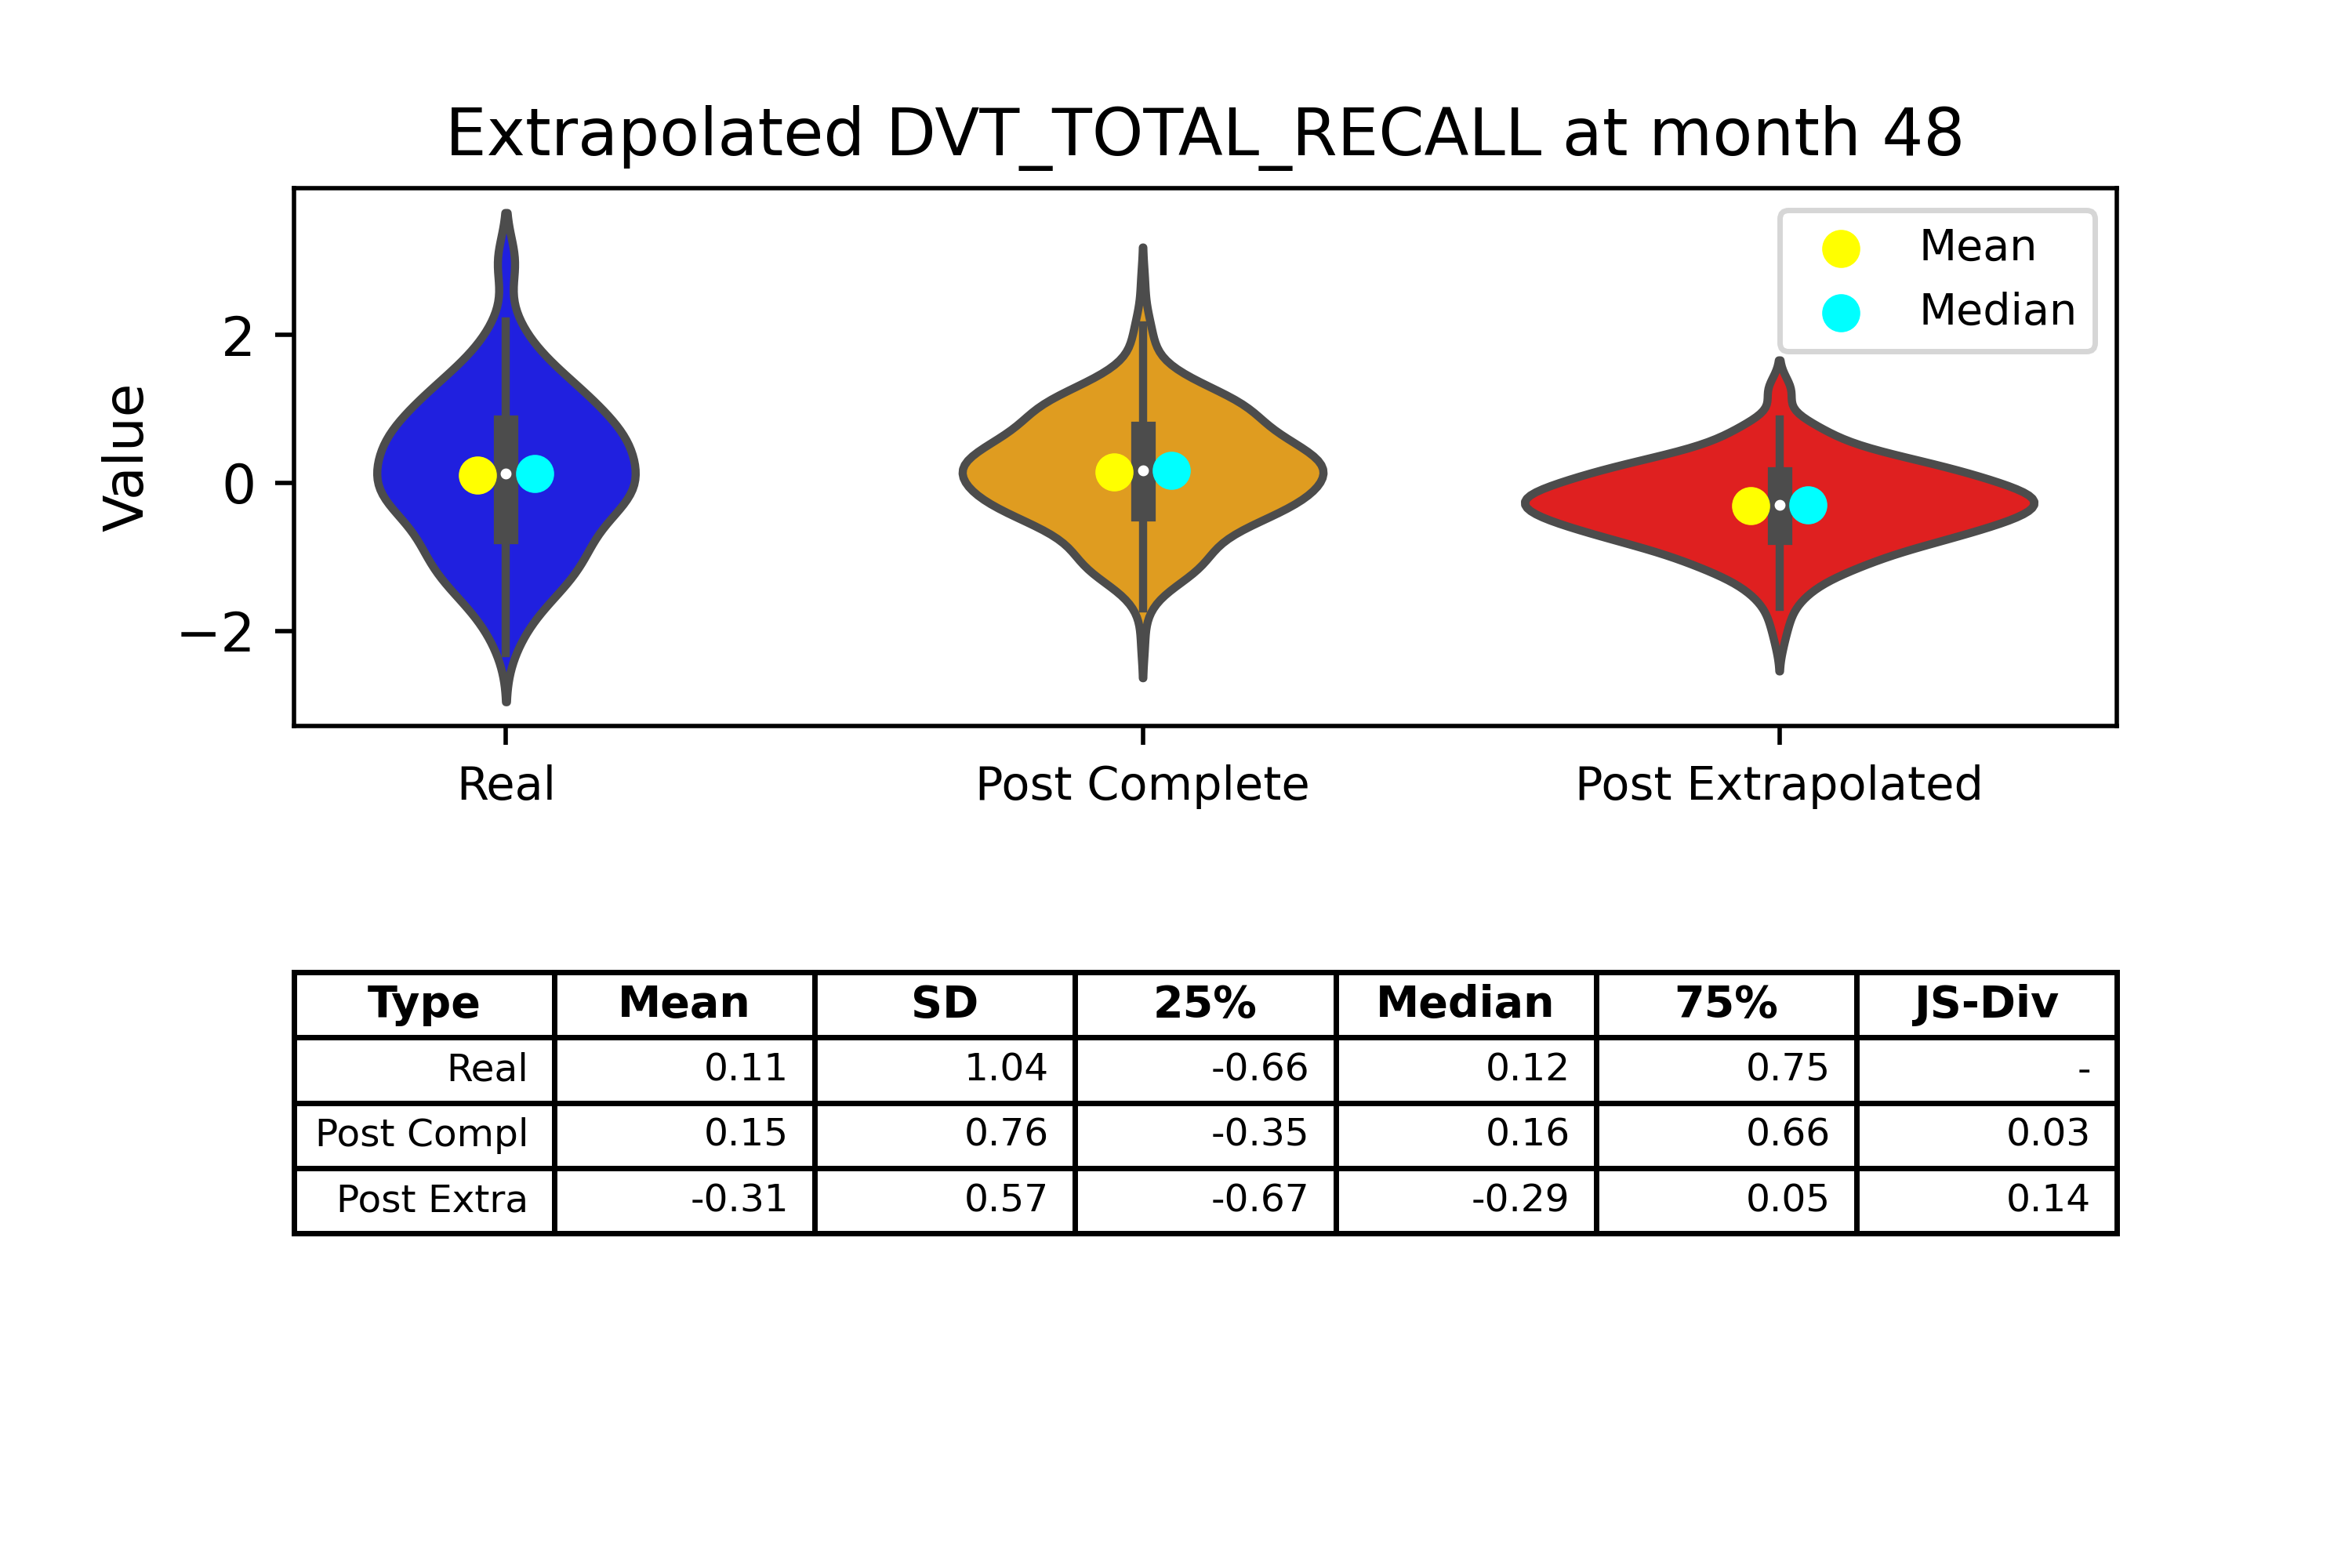 Extrapolated DVT_TOTAL_RECALL at month 48
Mean
Median
Value
2
0
−2
Real Post Complete Post Extrapolated
Type Mean SD 25% Median 75% JS-Div
Real 0.11 1.04 -0.66 0.12 0.75 -
Post Compl 0.15 0.76 -0.35 0.16 0.66 0.03
Post Extra -0.31 0.57 -0.67 -0.29 0.05 0.14